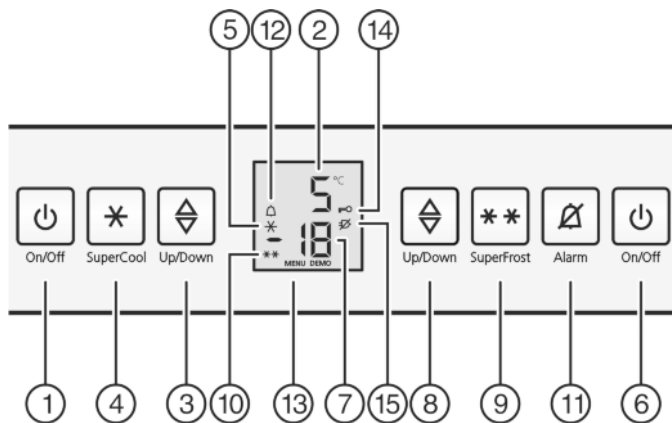 5 12 2 14
5 °C
-18
MENU DEMO
On/Off SuperCool Up/Down Up/Down SuperFrost Alarm On/Off
1 4 3 10 13 7 15 8 9 11 6